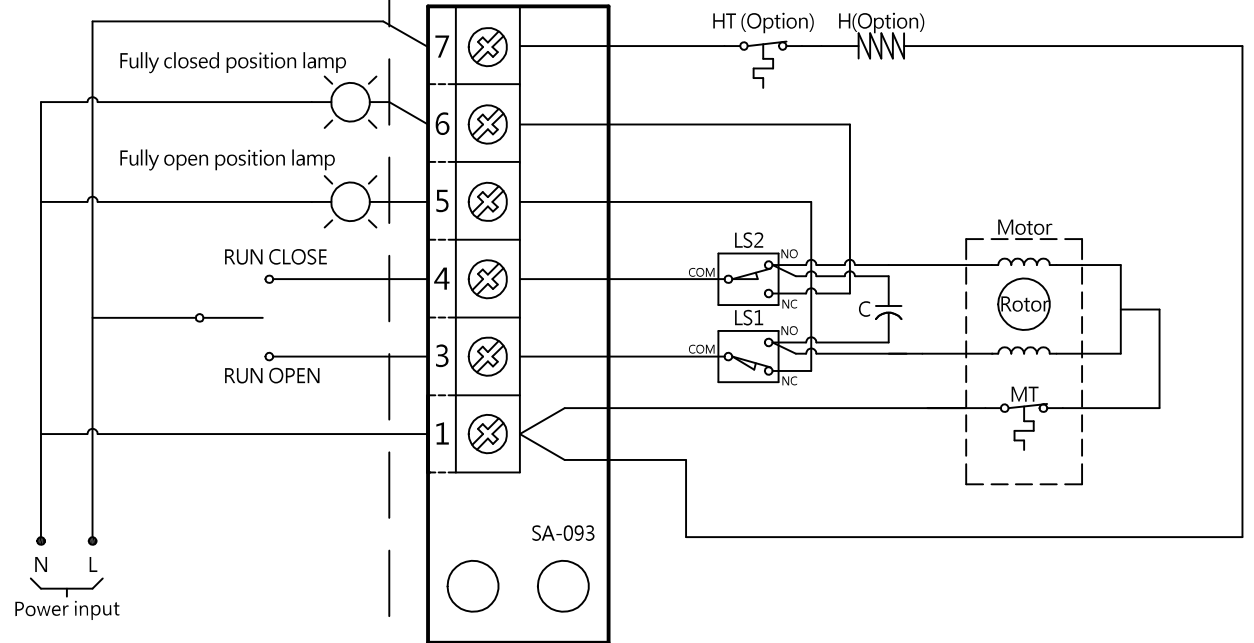 HT (Option)
H(Option)
7
Fully closed position lamp
6
Fully open position lamp
5
RUN CLOSE
4
LS2
NO
COM
NC
Motor
C
Rotor
LS1
NO
COM
NC
3
RUN OPEN
MT
1
SA-093
N
L
Power input